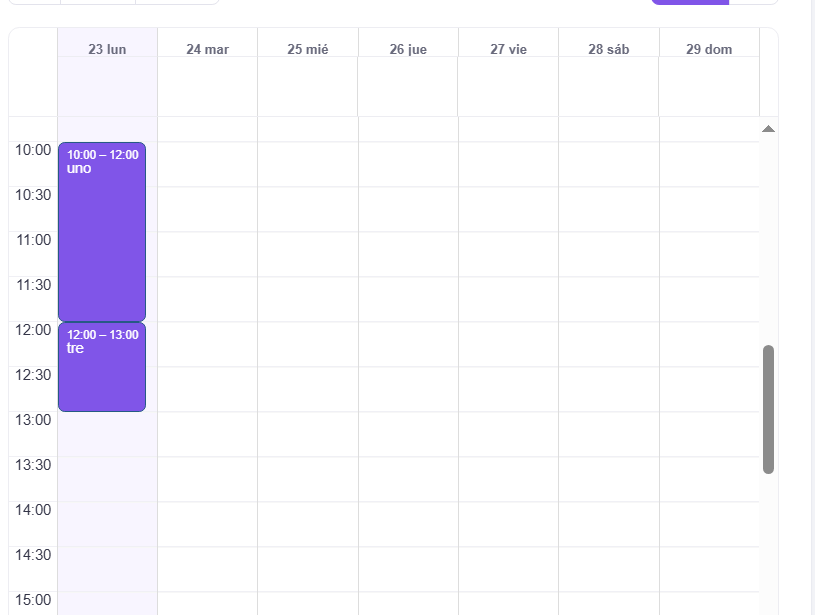 23 lun
24 mar
25 mié
26 jue
27 vie
28 sáb
29 dom
10:00
10:00 – 12:00
uno
10:30
11:00
11:30
12:00
12:00 – 13:00
tre
12:30
13:00
13:30
14:00
14:30
15:00